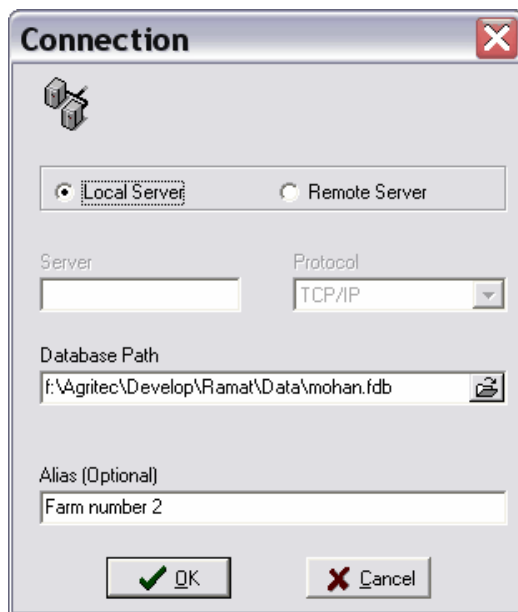 Connection
Local Server Remote Server
Server Protocol
TCP/IP
Database Path
f:\Agritec\Develop\Ramat\Data\mohan.fdb
Alias (Optional)
Farm number 2
OK Cancel